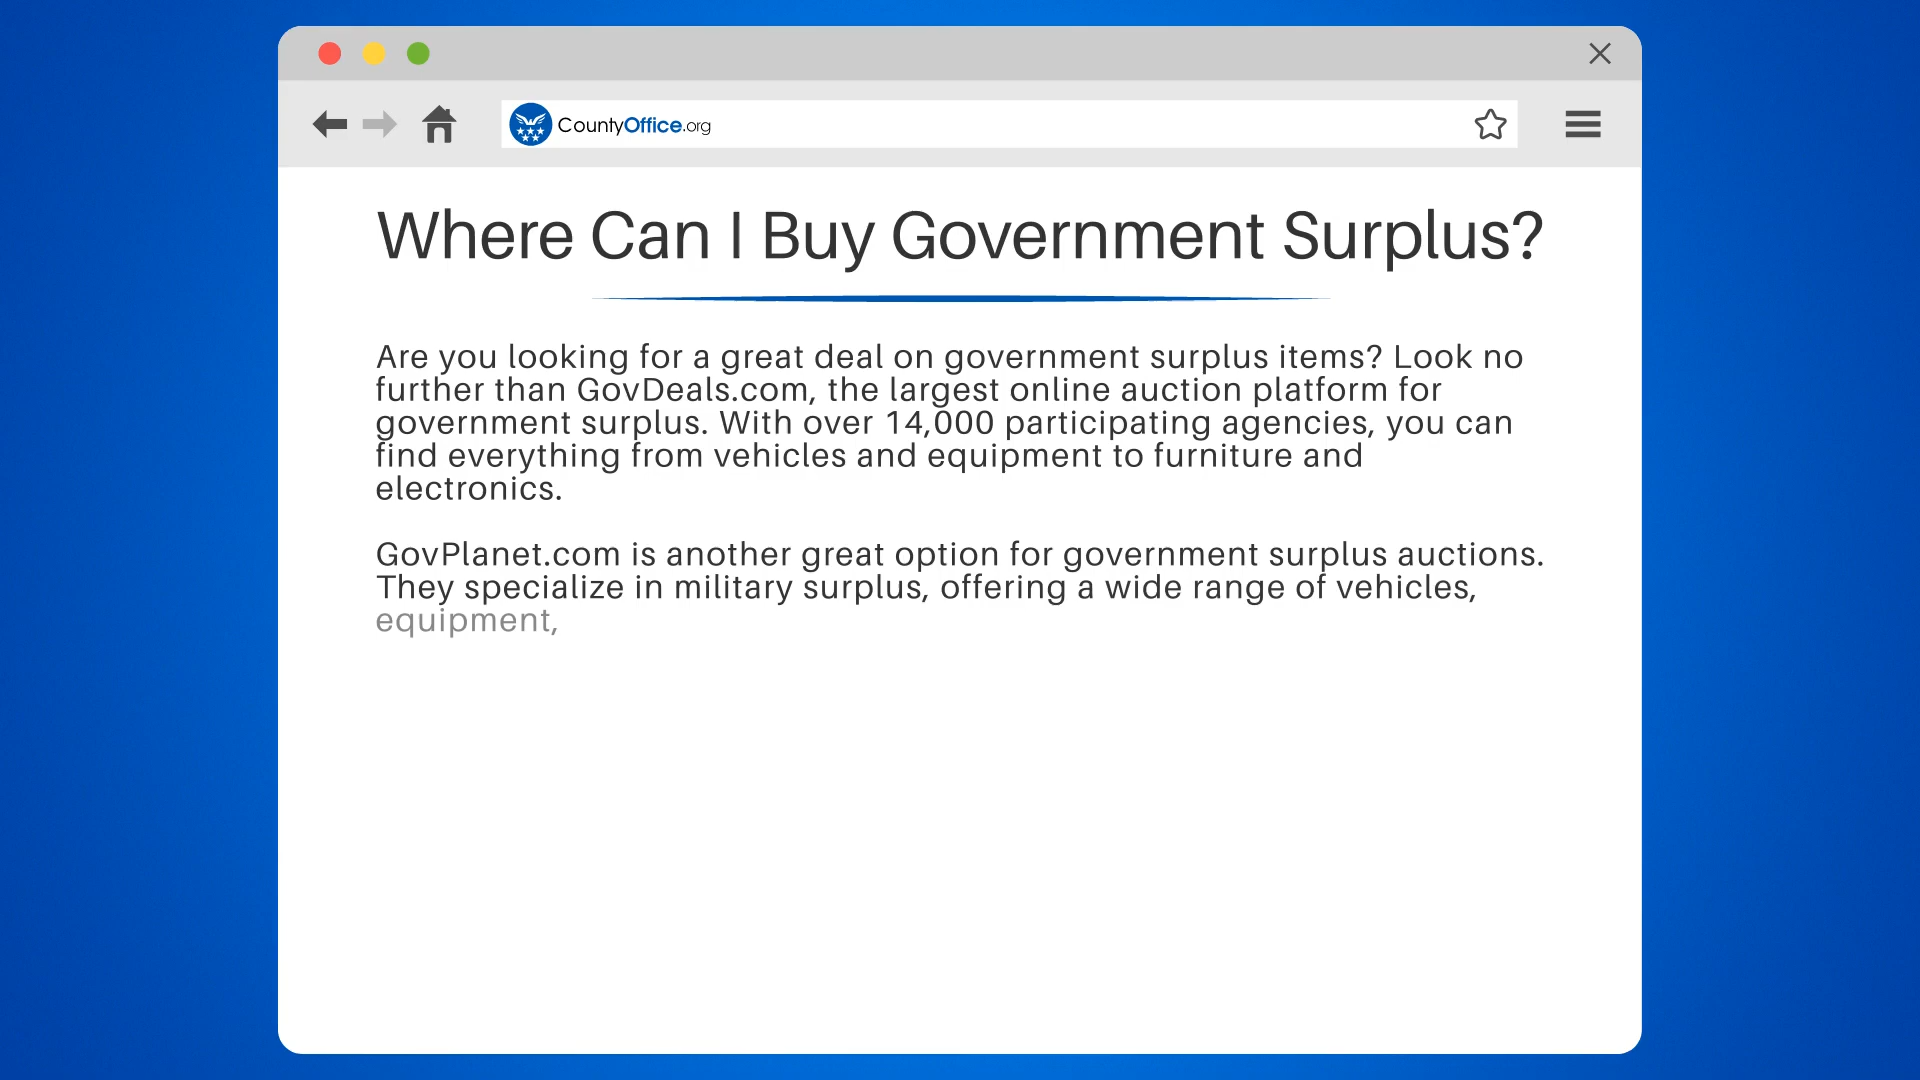 CountyOffice.org
Where Can I Buy Government Surplus?
Are you looking for a great deal on government surplus items? Look no
further than GovDeals.com, the largest online auction platform for
government surplus. With over 14,000 participating agencies, you can
find everything from vehicles and equipment to furniture and
electronics.
GovPlanet.com is another great option for government surplus auctions.
They specialize in military surplus, offering a wide range of vehicles,
equipment,